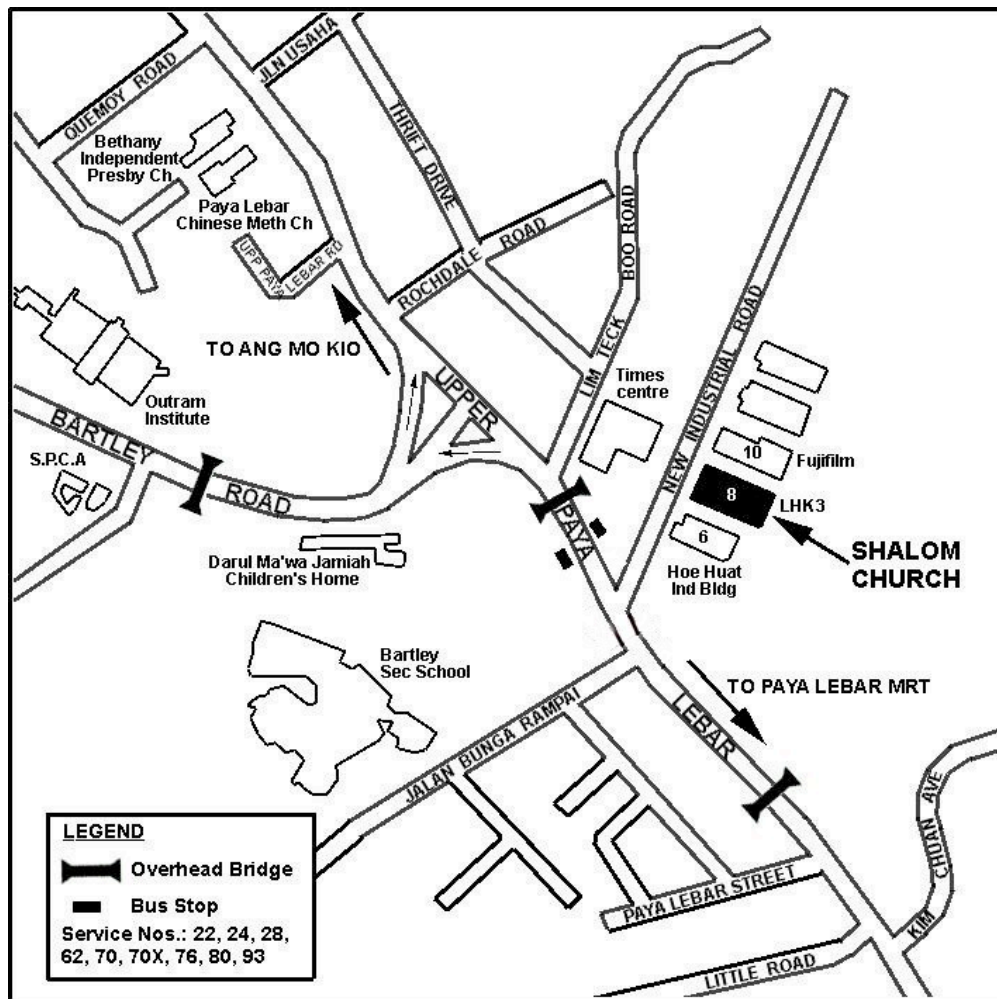 QUEMOY ROAD
JLN USAHA
THRIFT DRIVE
Bethany
Independent
Presby Ch.
Paya Lebar
Chinese Meth Ch
UPP PAYA LEBAR RD
ROCHDALE ROAD
LIM TECK BOO ROAD
NEW INDUSTRIAL ROAD
TO ANG MO KIO
UPPER PAYA LEBAR
Times
centre
Outram
Institute
BARTLEY ROAD
S.P.C.A
10
Fujifilm
8
LHK3
6
Hoe Huat
Ind Bldg
SHALOM
CHURCH
Darul Ma'wa Jamiah
Children's Home
Bartley
Sec School
TO PAYA LEBAR MRT
JALAN BUNGA RAMPAI
KIM CHUAN AVE
PAYA LEBAR STREET
LITTLE ROAD
LEGEND
Overhead Bridge
Bus Stop
Service Nos.: 22, 24, 28,
62, 70, 70X, 76, 80, 93